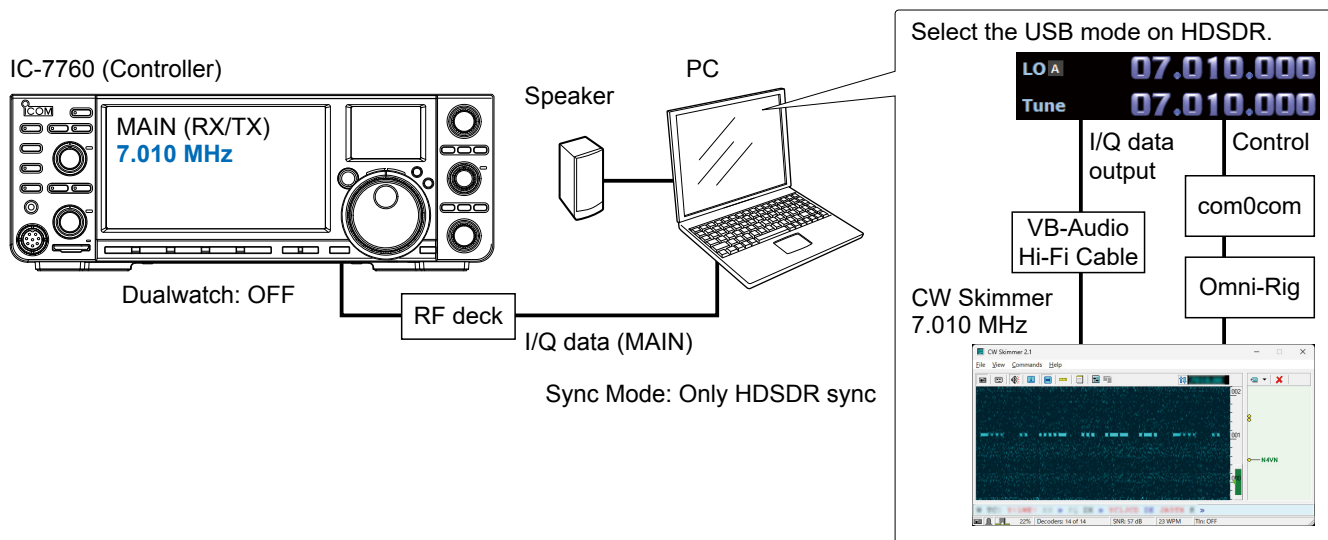 Select the USB mode on HDSDR.
IC-7760 (Controller)
PC
LO A 07.010.000
Tune 07.010.000
Speaker
ICOM
MAIN (RX/TX)
7.010 MHz
I/Q data output
Control
com0com
VB-Audio
Hi-Fi Cable
Omni-Rig
Dualwatch: OFF
RF deck
I/Q data (MAIN)
CW Skimmer
7.010 MHz
Sync Mode: Only HDSDR sync
CW Skimmer 2.1
File View Commands Help
002
001
N4VN
22% Decoders: 14 of 14 SNR: 57 dB 23 WPM Tln: OFF